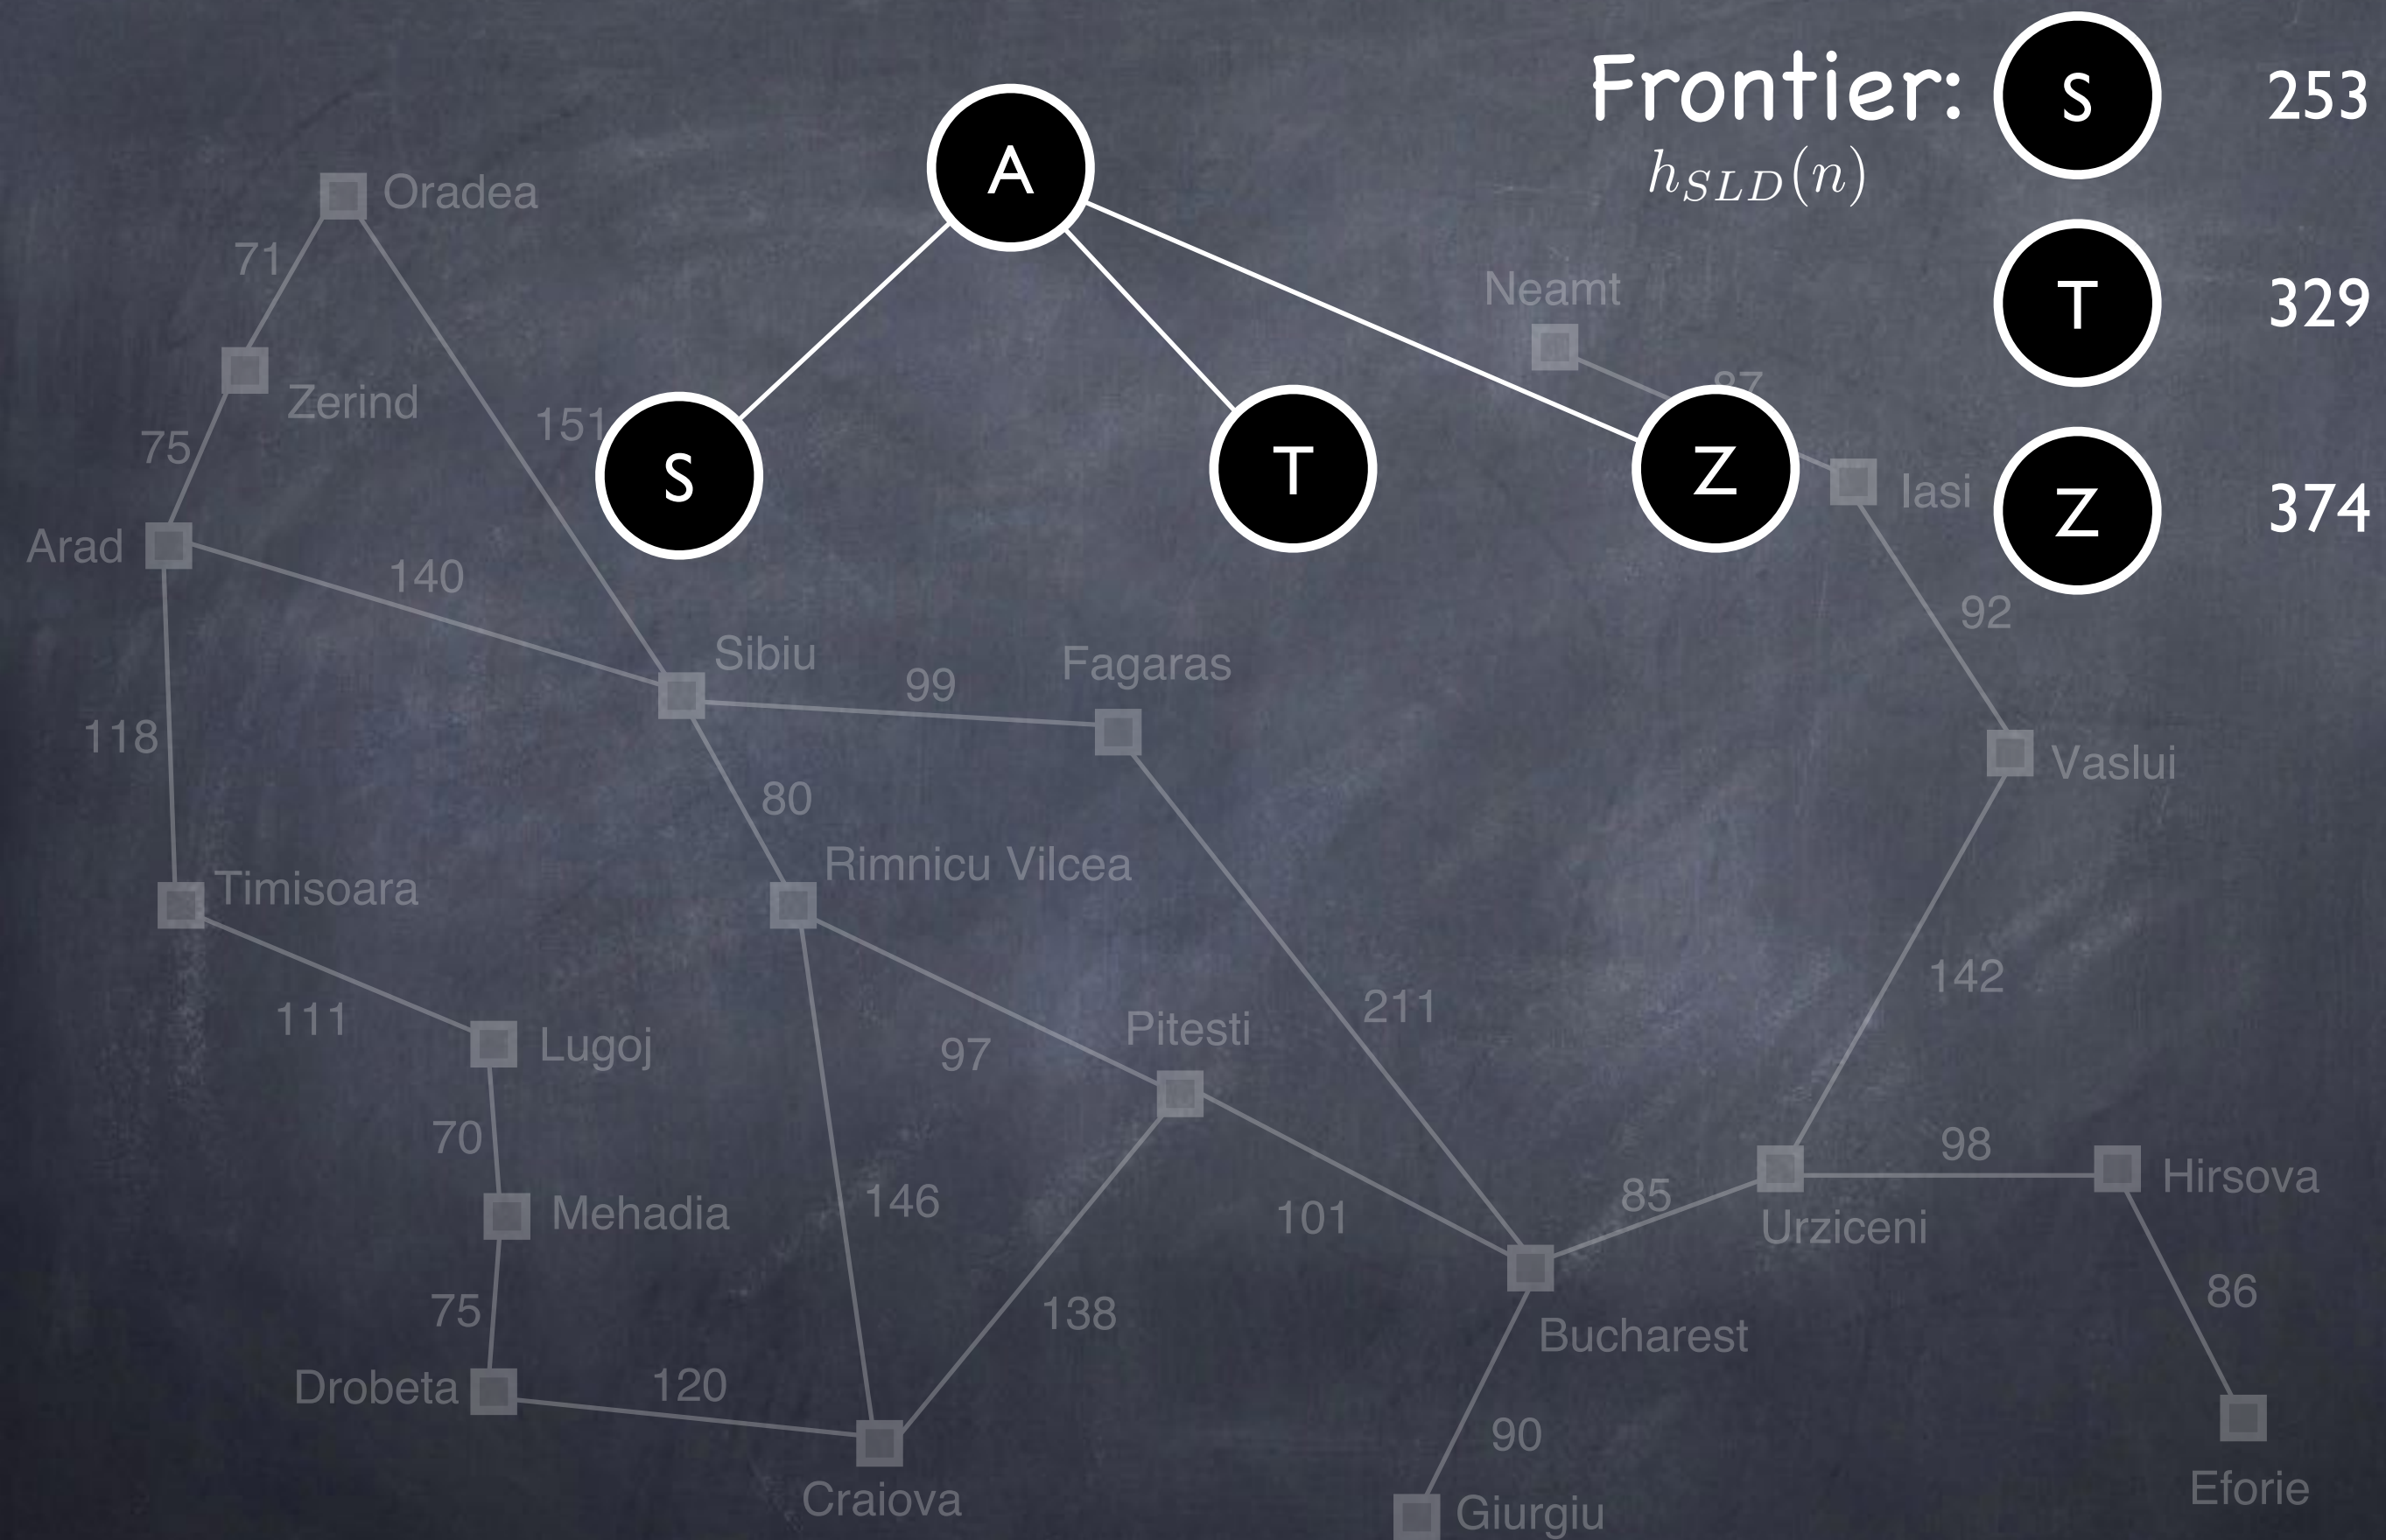 Frontier:
S 253
h_{SLD}(n)
A
T 329
S
T
Z
Z 374
Oradea
71
Neamt
87
Zerind
151
75
Iasi
Arad
140
92
Sibiu
Fagaras
99
118
Vaslui
80
Rimnicu Vilcea
Timisoara
142
111
211
Lugoj
97
Pitesti
70
98
146
85
Hirsova
Mehadia
101
Urziceni
75
138
86
Bucharest
Drobeta
120
90
Craiova
Giurgiu
Eforie